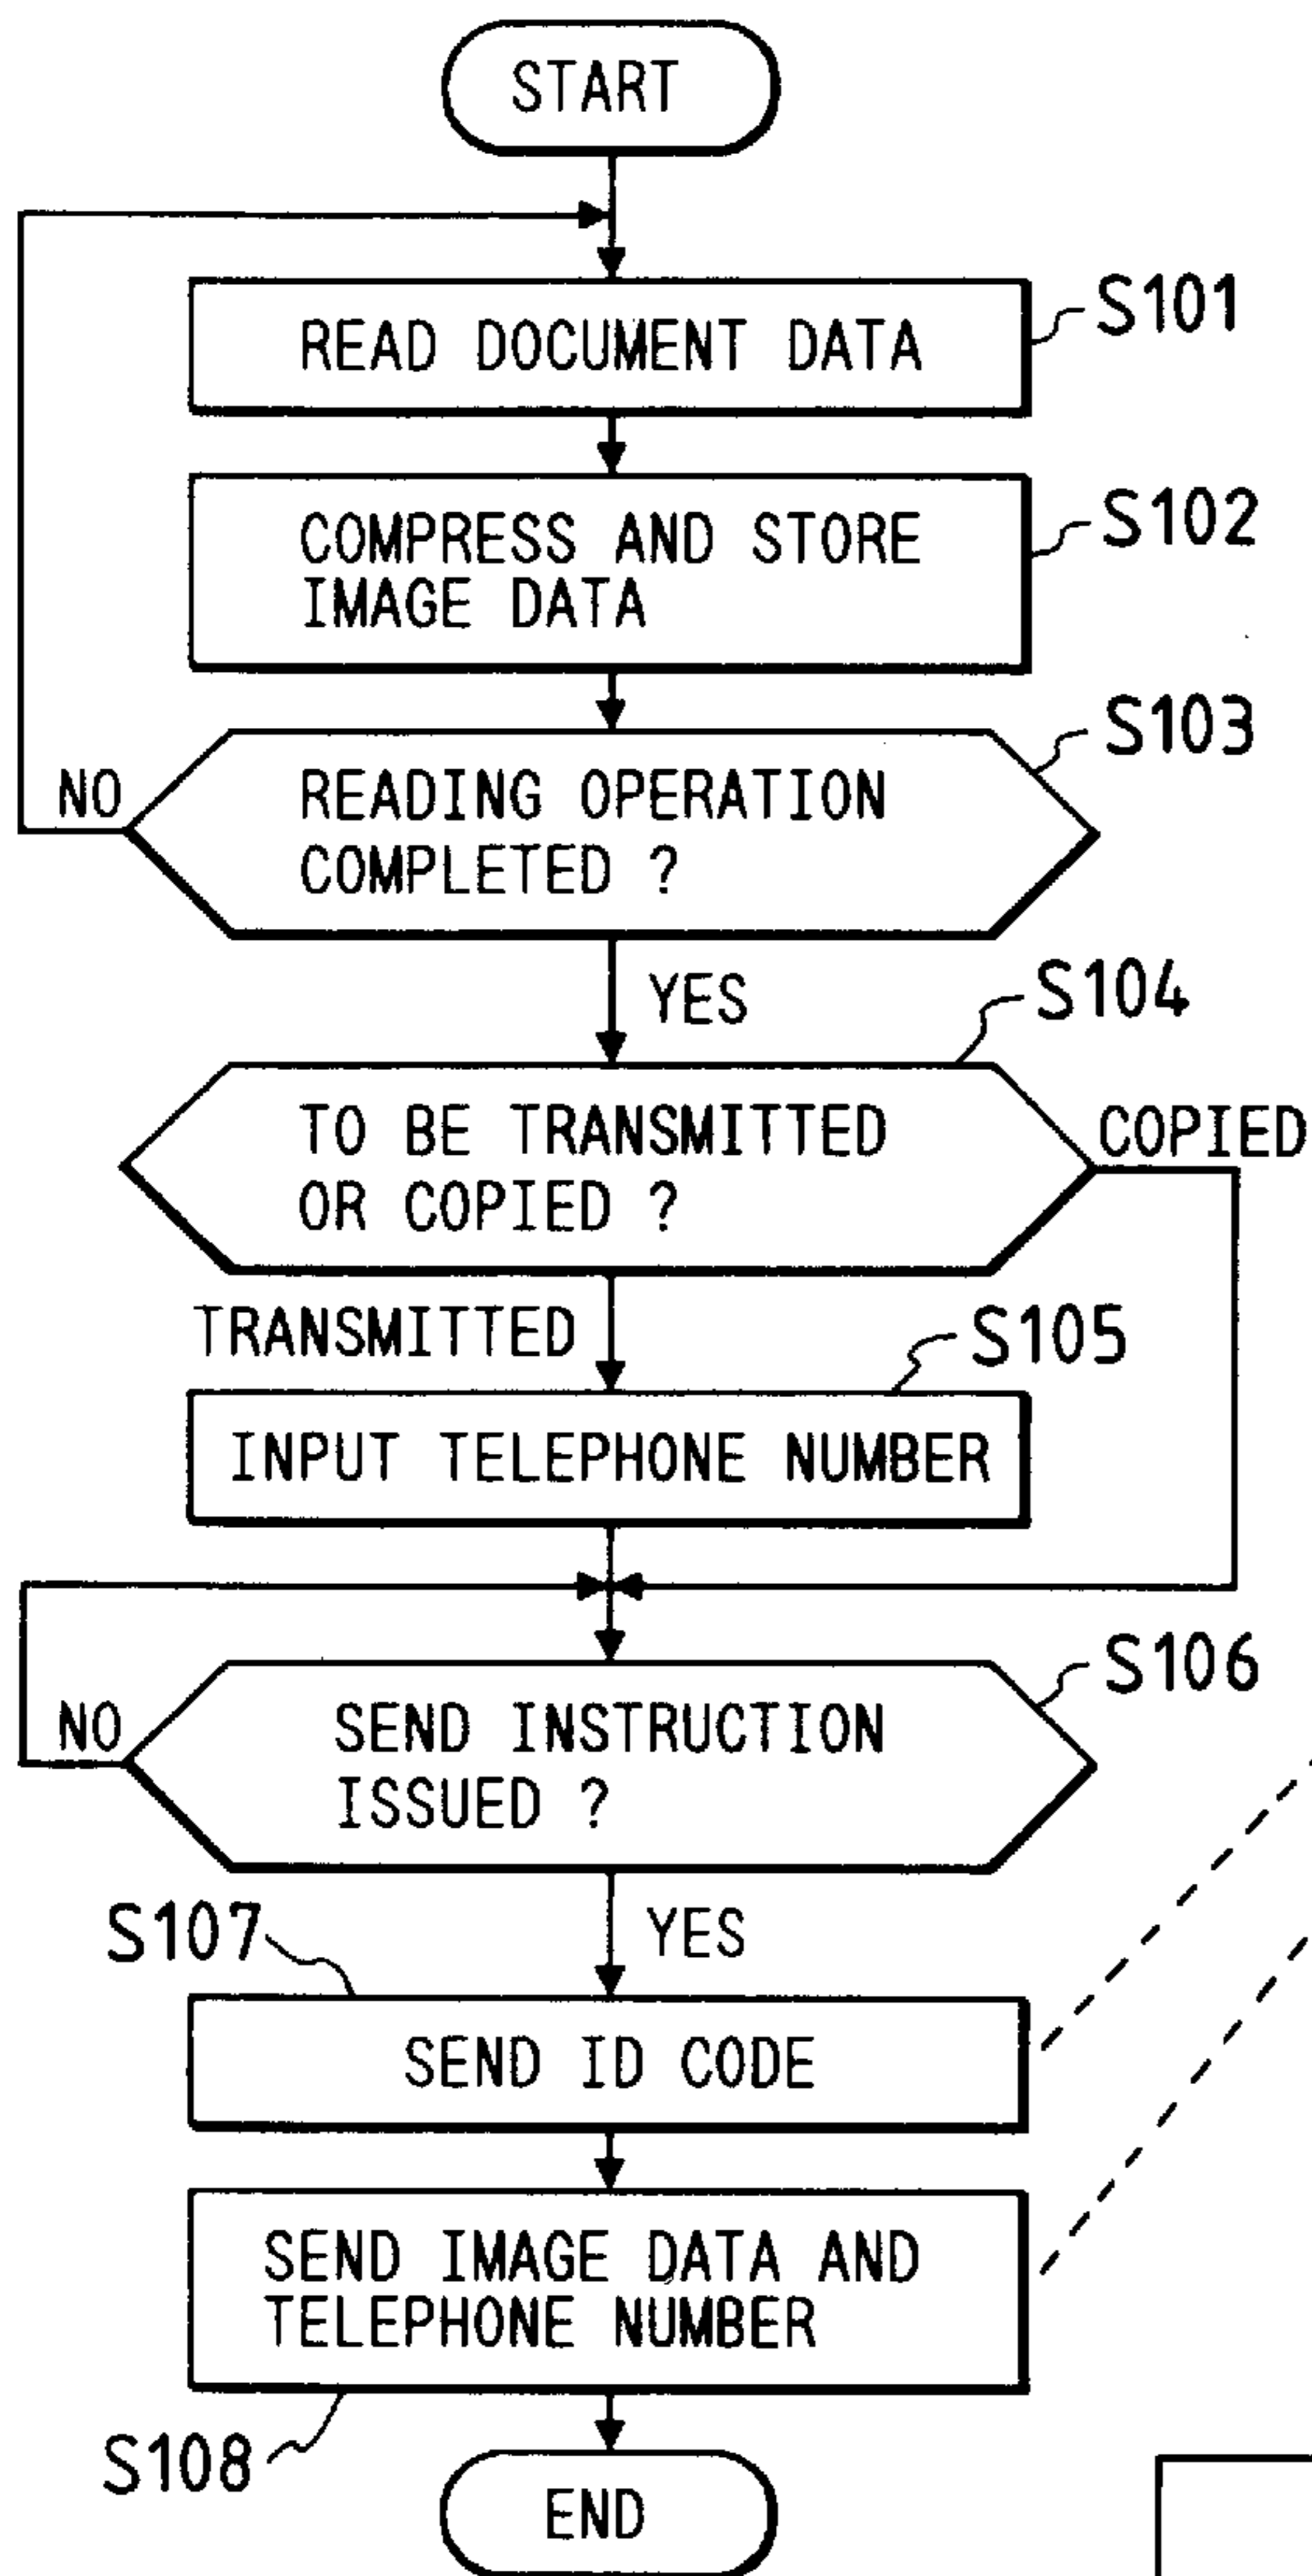 START
READ DOCUMENT DATA
S101
COMPRESS AND STORE
IMAGE DATA
S102
READING OPERATION
COMPLETED ?
S103
NO
YES
TO BE TRANSMITTED
OR COPIED ?
S104
COPIED
TRANSMITTED
S105
INPUT TELEPHONE NUMBER
SEND INSTRUCTION
ISSUED ?
S106
NO
YES
S107
SEND ID CODE
SEND IMAGE DATA AND
TELEPHONE NUMBER
S108
END